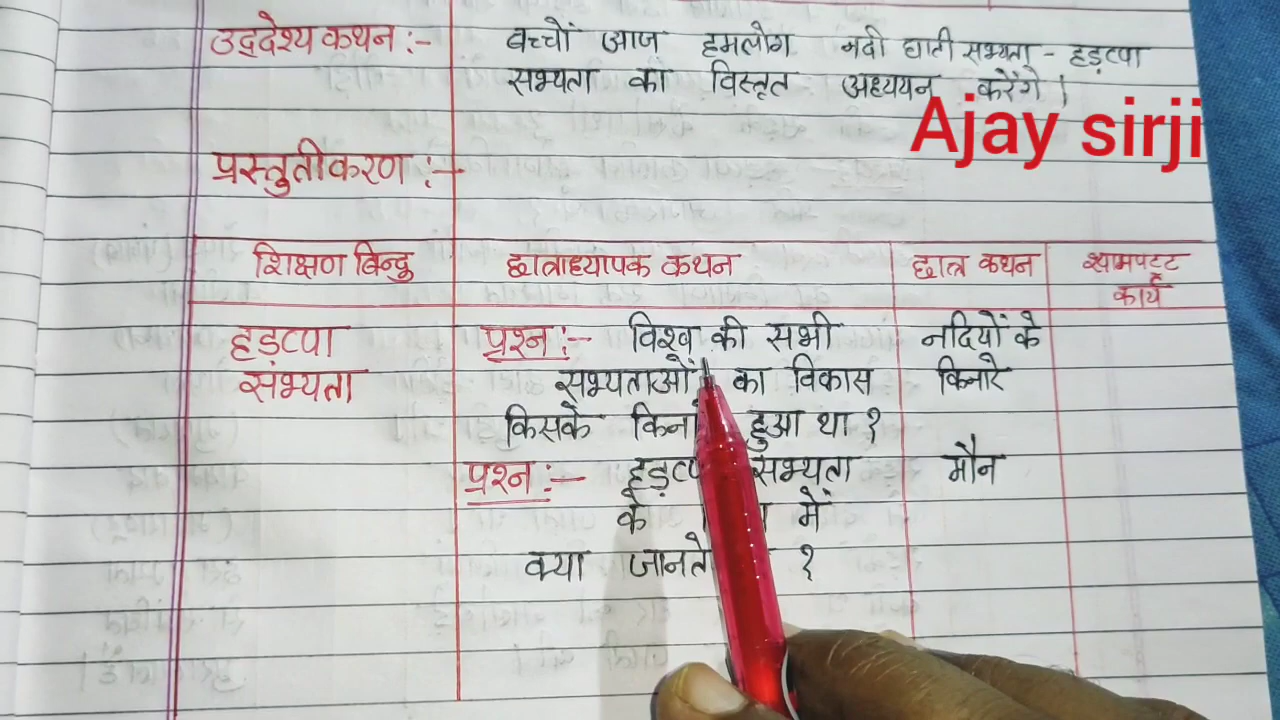 उद्देश्य कथन :- बच्चों आज हमलोग नदी घाटी सभ्यता - हड़प्पा
सभ्यता का विस्तृत अध्ययन करेंगे।
Ajay sirji
प्रस्तुतीकरण :-
शिक्षण बिन्दु छात्राध्यापक कथन छात्र कथन श्यामपट्ट
कार्य
हड़प्पा प्रश्न :- विश्व की सभी नदियों के
सभ्यता सभ्यताओं का विकास किनारे
किसके हुआ था ?
प्रश्न :- सभ्यता मौन
के में
क्या जानते ?